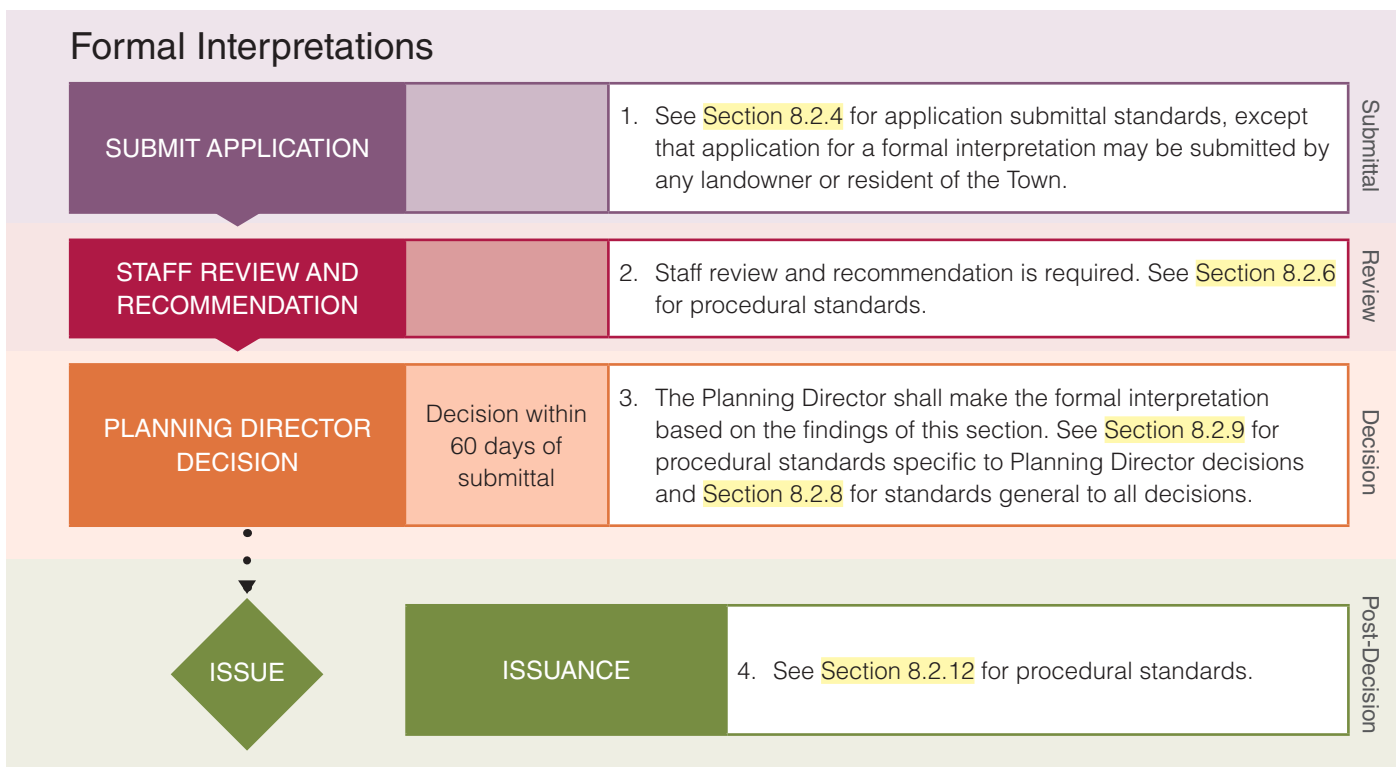 Formal Interpretations
SUBMIT APPLICATION
1. See Section 8.2.4 for application submittal standards, except
that application for a formal interpretation may be submitted by
any landowner or resident of the Town.
Submittal
STAFF REVIEW AND
RECOMMENDATION
2. Staff review and recommendation is required. See Section 8.2.6
for procedural standards.
Review
PLANNING DIRECTOR
DECISION
Decision within
60 days of
submittal
3. The Planning Director shall make the formal interpretation
based on the findings of this section. See Section 8.2.9 for
procedural standards specific to Planning Director decisions
and Section 8.2.8 for standards general to all decisions.
Decision
ISSUE
ISSUANCE
4. See Section 8.2.12 for procedural standards.
Post-Decision